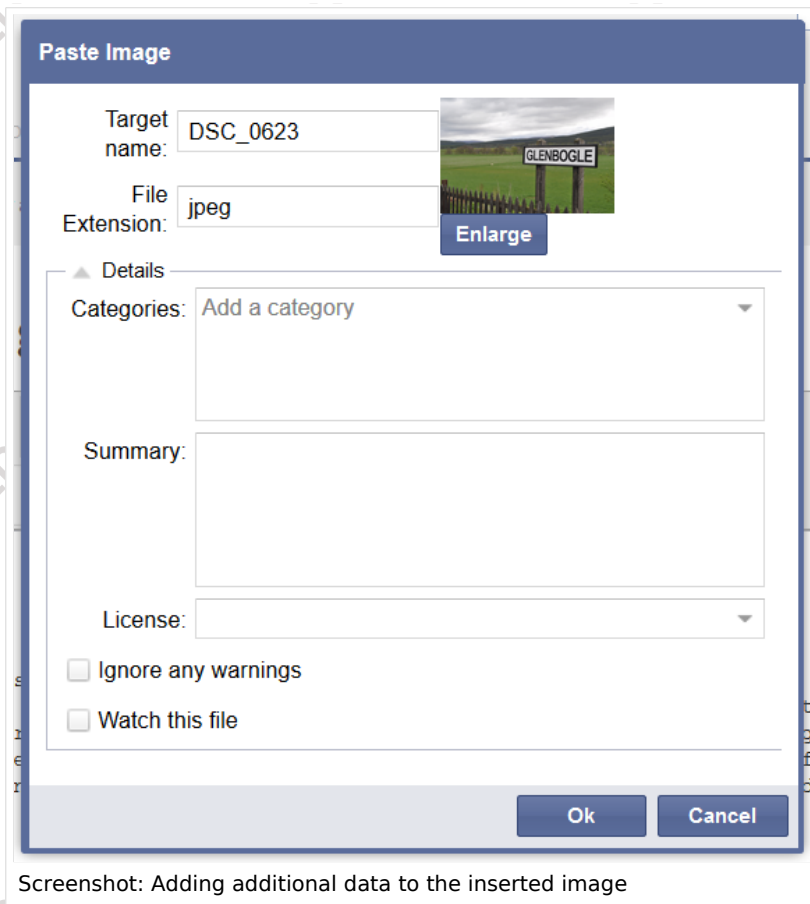 Paste Image
Target name:
DSC_0623
GLENBOGLE
File Extension:
jpeg
Enlarge
Details
Categories:
Add a category
Summary:
License:
Ignore any warnings
Watch this file
Ok
Cancel
Screenshot: Adding additional data to the inserted image